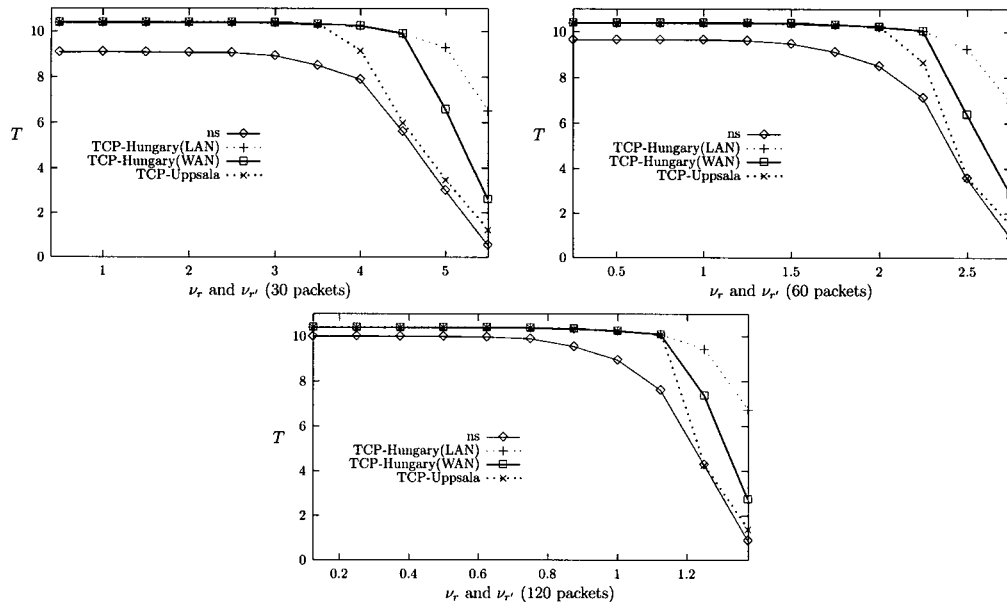 10
8
6
4
2
0
T
ns
TCP-Hungary(LAN)
TCP-Hungary(WAN)
TCP-Uppsala
1 2 3 4 5
ν_r and ν_r′ (30 packets)
10
8
6
4
2
0
T
ns
TCP-Hungary(LAN)
TCP-Hungary(WAN)
TCP-Uppsala
0.5 1 1.5 2 2.5
ν_r and ν_r′ (60 packets)
10
8
6
4
2
0
T
ns
TCP-Hungary(LAN)
TCP-Hungary(WAN)
TCP-Uppsala
0.2 0.4 0.6 0.8 1 1.2
ν_r and ν_r′ (120 packets)